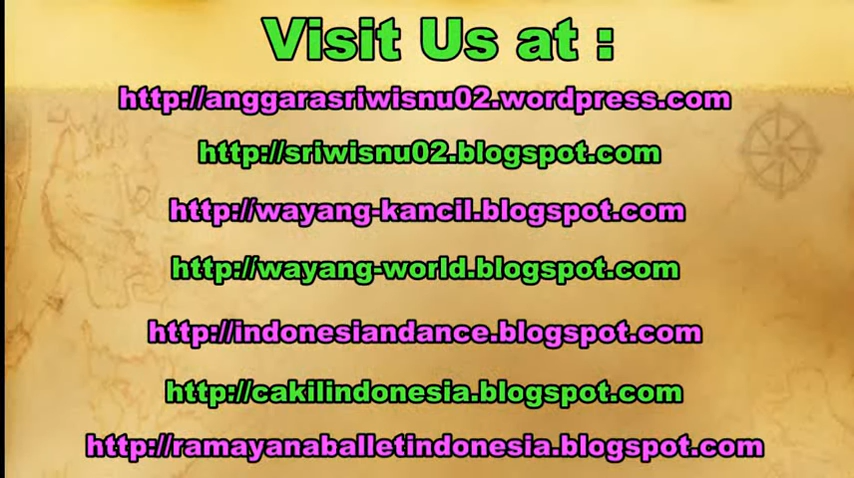 Visit Us at :
http://anggarasriwisnu02.wordpress.com
http://sriwisnu02.blogspot.com
http://wayang-kancil.blogspot.com
http://wayang-world.blogspot.com
http://indonesiandance.blogspot.com
http://cakilindonesia.blogspot.com
http://ramayanaballetindonesia.blogspot.com